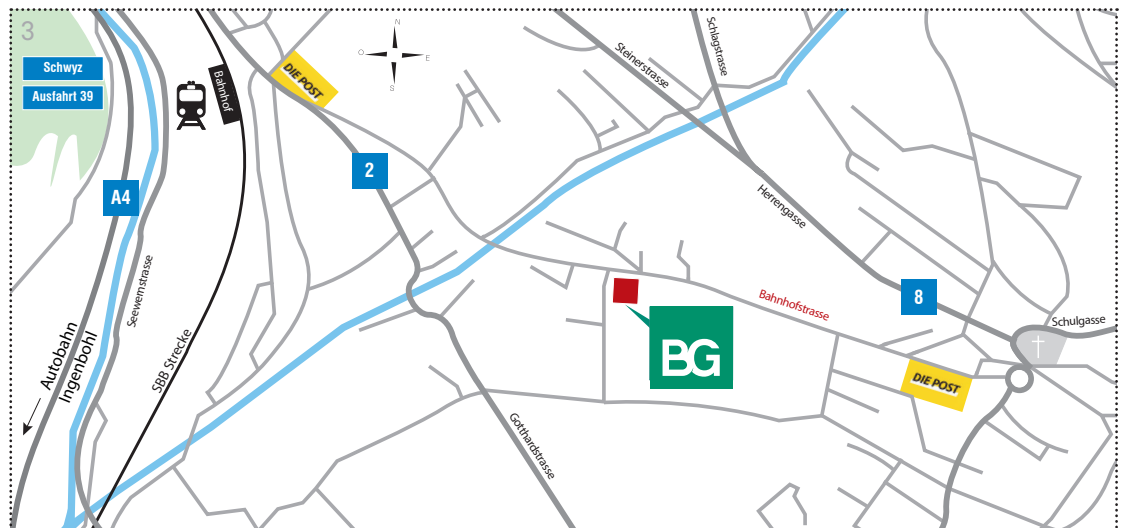 3
Schwyz
Ausfahrt 39
Bahnhof
DIE POST
N
O
E
S
Steinerstrasse
Schlagstrasse
2
A4
Herrengasse
Seewernstrasse
8
Bahnhofstrasse
Schulgasse
BG
SBB Strecke
Autobahn
Ingenbohl
DIE POST
Gotthardstrasse